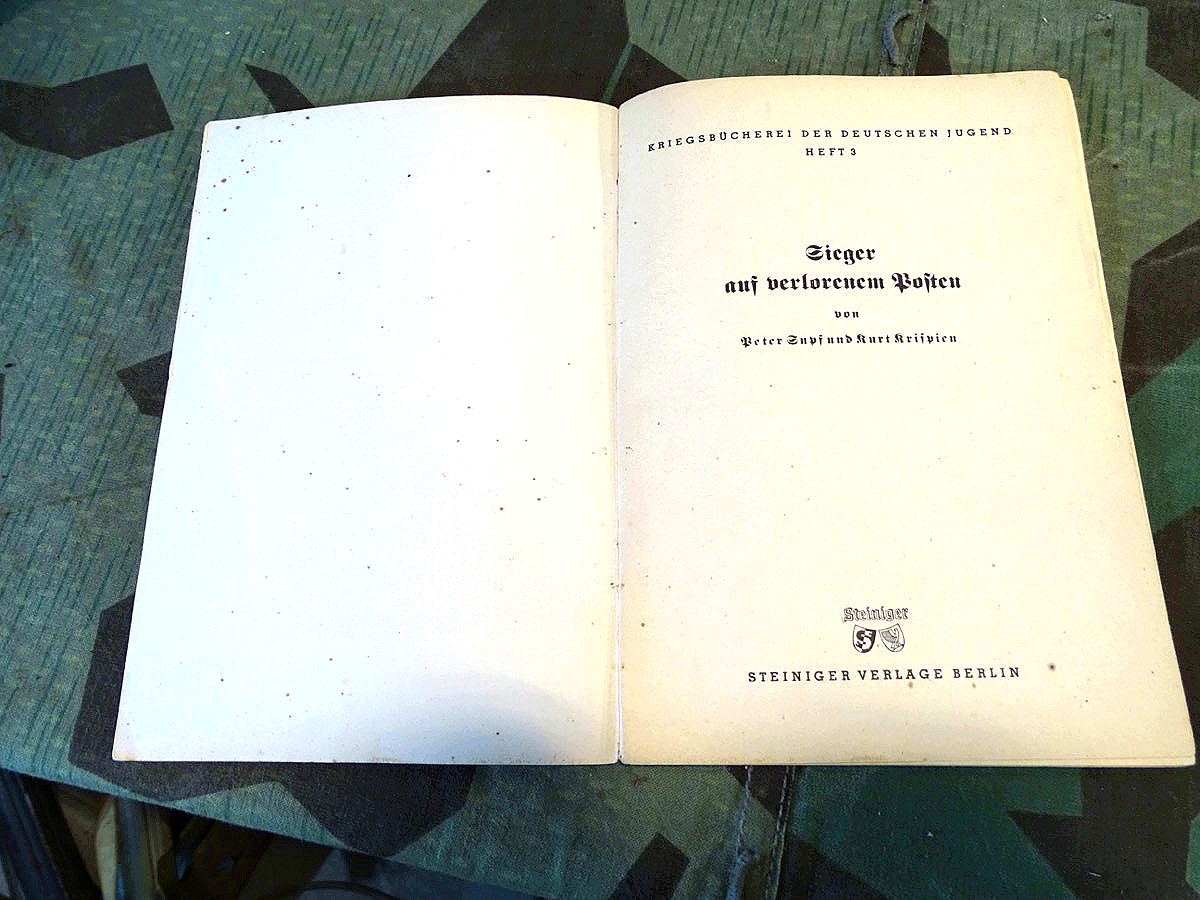 KRIEGSBÜCHEREI DER DEUTSCHEN JUGEND
HEFT 3
Sieger
auf verlorenem Posten
von
Peter Supf und Kurt Krispien
Steiniger
STEINIGER VERLAGE BERLIN